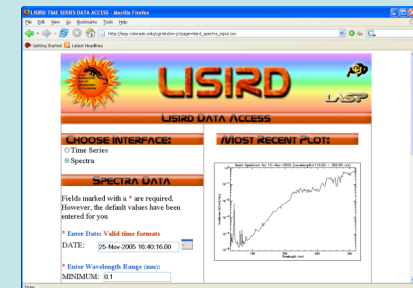 LISIRD TIME SERIES DATA ACCESS - Mozilla Firefox
File Edit View Go Bookmarks Tools Help
Getting Started Latest Headlines
LISIRD
LASP
LISIRD DATA ACCESS
CHOOSE INTERFACE:
Time Series
Spectra
SPECTRA DATA
Fields marked with a * are required.
However, the default values have been
entered for you
* Enter Date: Valid time formats
DATE: 25-Nov-2005 16:40:16.00
* Enter Wavelength Range (nm):
MINIMUM: 0.1
MOST RECENT PLOT:
Wavelength (nm)
Done